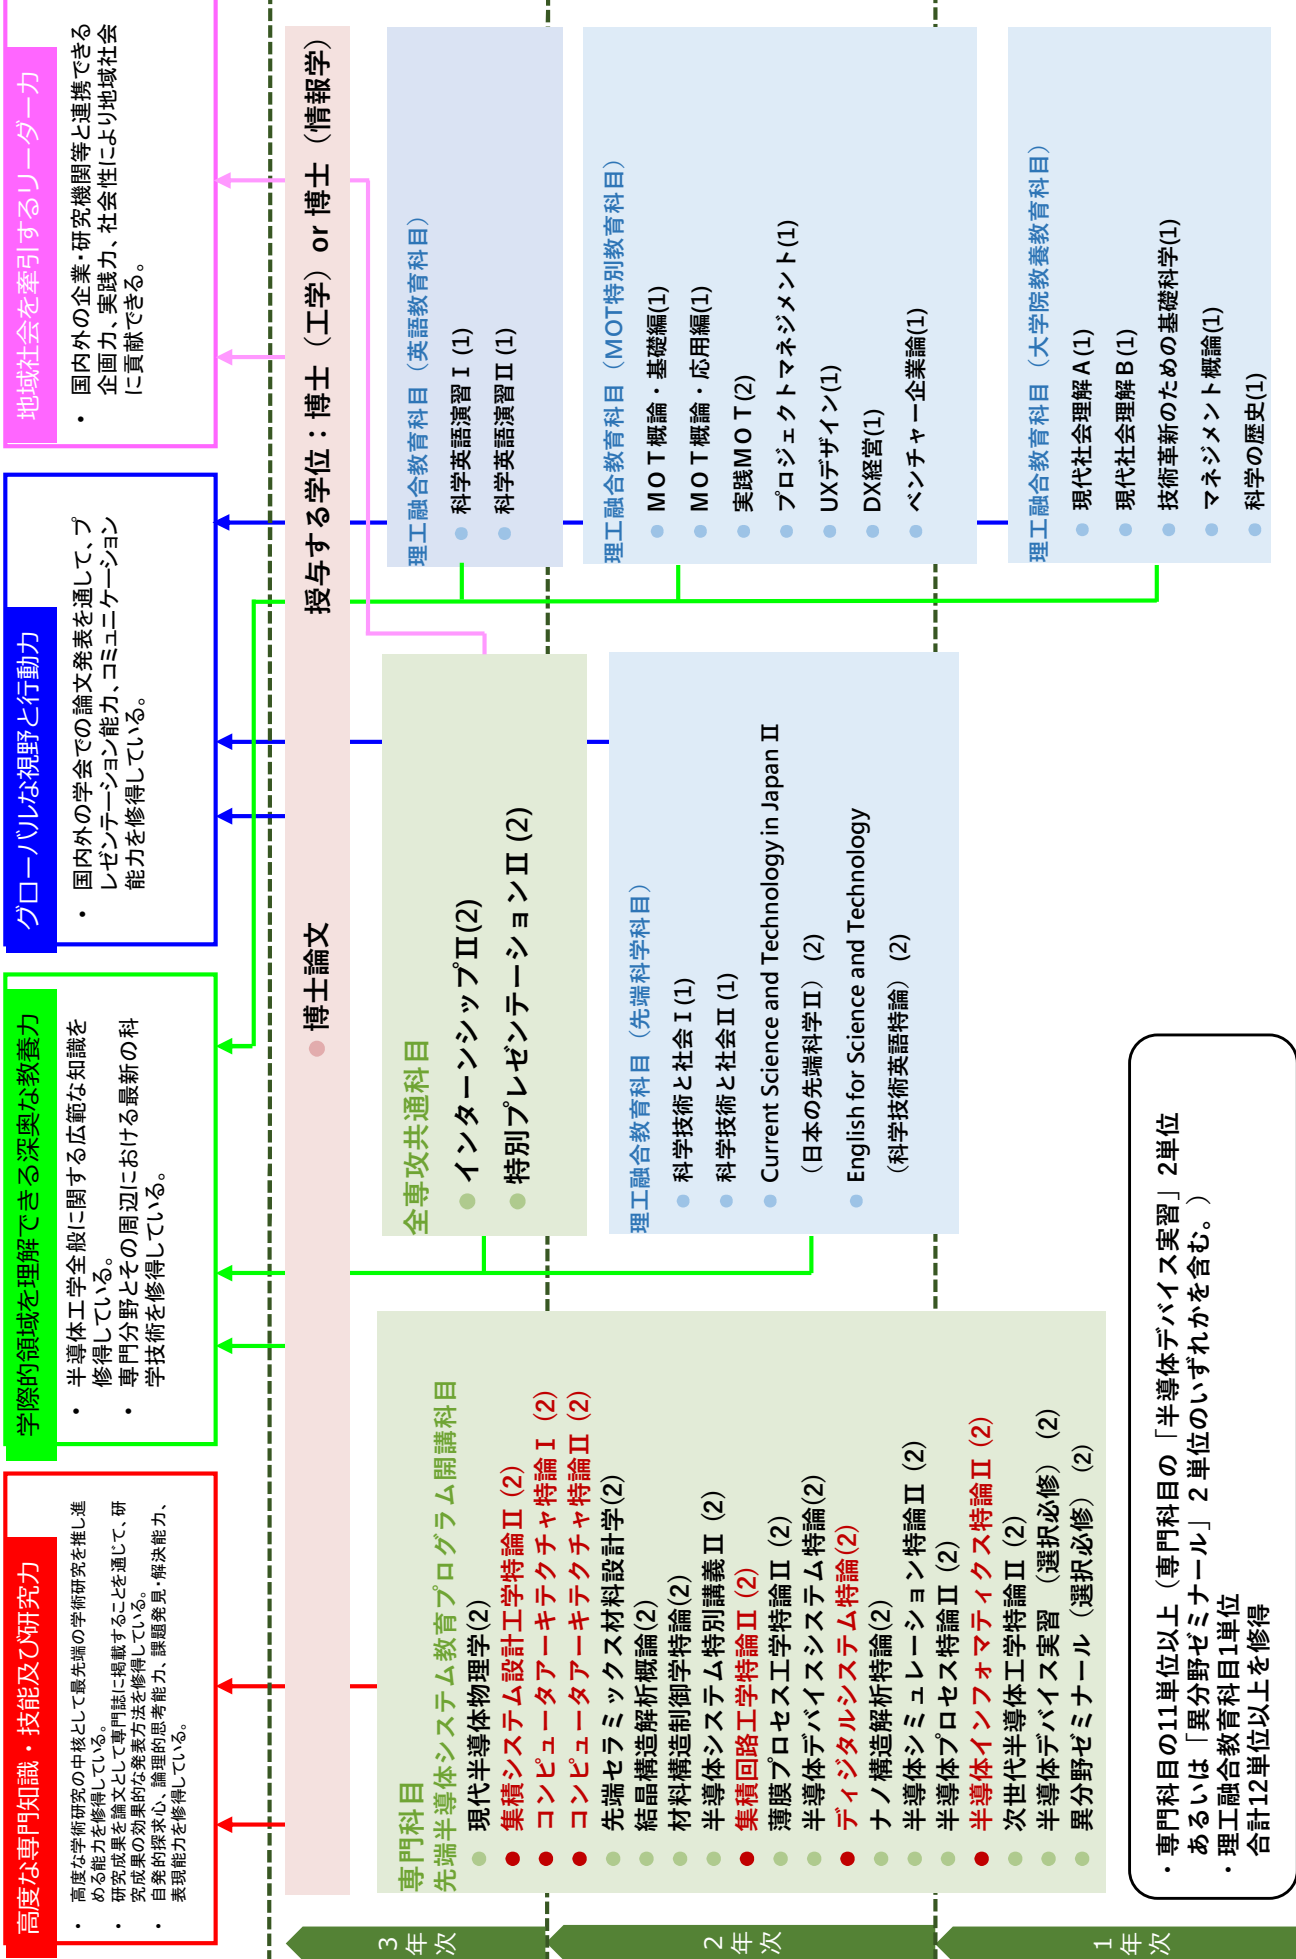 高度な専門知識・技能及び研究力
・ 高度な学術研究の中核として最先端の学術研究を推し進
める能力を修得している。
・ 研究成果を論文として専門誌に掲載することを通じて、研
究成果の効果的な発表方法を修得している。
・ 自発的探求心、論理的思考能力、課題発見・解決能力、
表現能力を修得している。
学際的領域を理解できる深奥な教養力
・ 半導体工学全般に関する広範な知識を
修得している。
・ 専門分野とその周辺における最新の科
学技術を修得している。
グローバルな視野と行動力
・ 国内外の学会での論文発表を通して、プ
レゼンテーション能力、コミュニケーション
能力を修得している。
地域社会を牽引するリーダー力
・ 国内外の企業・研究機関等と連携できる
企画力、実践力、社会性により地域社会
に貢献できる。
3年次
2年次
1年次
● 博士論文
授与する学位：博士（工学）or 博士（情報学）
専門科目
先端半導体システム教育プログラム開講科目
● 現代半導体物理学(2)
● 集積システム設計工学特論Ⅱ (2)
● コンピュータアーキテクチャ特論Ⅰ (2)
● コンピュータアーキテクチャ特論Ⅱ (2)
● 先端セラミックス材料設計学(2)
● 結晶構造解析概論(2)
● 材料構造制御学特論(2)
● 半導体システム特別講義Ⅱ (2)
● 集積回路工学特論Ⅱ (2)
● 薄膜プロセス工学特論Ⅱ (2)
● 半導体デバイスシステム特論(2)
● ディジタルシステム特論(2)
● ナノ構造解析特論(2)
● 半導体シミュレーション特論Ⅱ (2)
● 半導体プロセス特論Ⅱ (2)
● 半導体インフォマティクス特論Ⅱ (2)
● 次世代半導体工学特論Ⅱ (2)
● 半導体デバイス実習 （選択必修） (2)
● 異分野ゼミナール （選択必修） (2)
全専攻共通科目
● インターンシップⅡ(2)
● 特別プレゼンテーションⅡ (2)
理工融合教育科目（先端科学科目）
● 科学技術と社会Ⅰ(1)
● 科学技術と社会Ⅱ (1)
● Current Science and Technology in Japan Ⅱ
（日本の先端科学Ⅱ） (2)
● English for Science and Technology
（科学技術英語特論） (2)
理工融合教育科目（英語教育科目）
● 科学英語演習Ⅰ (1)
● 科学英語演習Ⅱ (1)
理工融合教育科目（MOT特別教育科目）
● ＭＯＴ概論・基礎編(1)
● ＭＯＴ概論・応用編(1)
● 実践ＭＯＴ(2)
● プロジェクトマネジメント(1)
● UXデザイン(1)
● DX経営(1)
● ベンチャー企業論(1)
理工融合教育科目（大学院教養教育科目）
● 現代社会理解Ａ(1)
● 現代社会理解Ｂ(1)
● 技術革新のための基礎科学(1)
● マネジメント概論(1)
● 科学の歴史(1)
・専門科目の11単位以上（専門科目の「半導体デバイス実習」2単位
あるいは「異分野ゼミナール」２単位のいずれかを含む。）
・理工融合教育科目1単位
合計12単位以上を修得